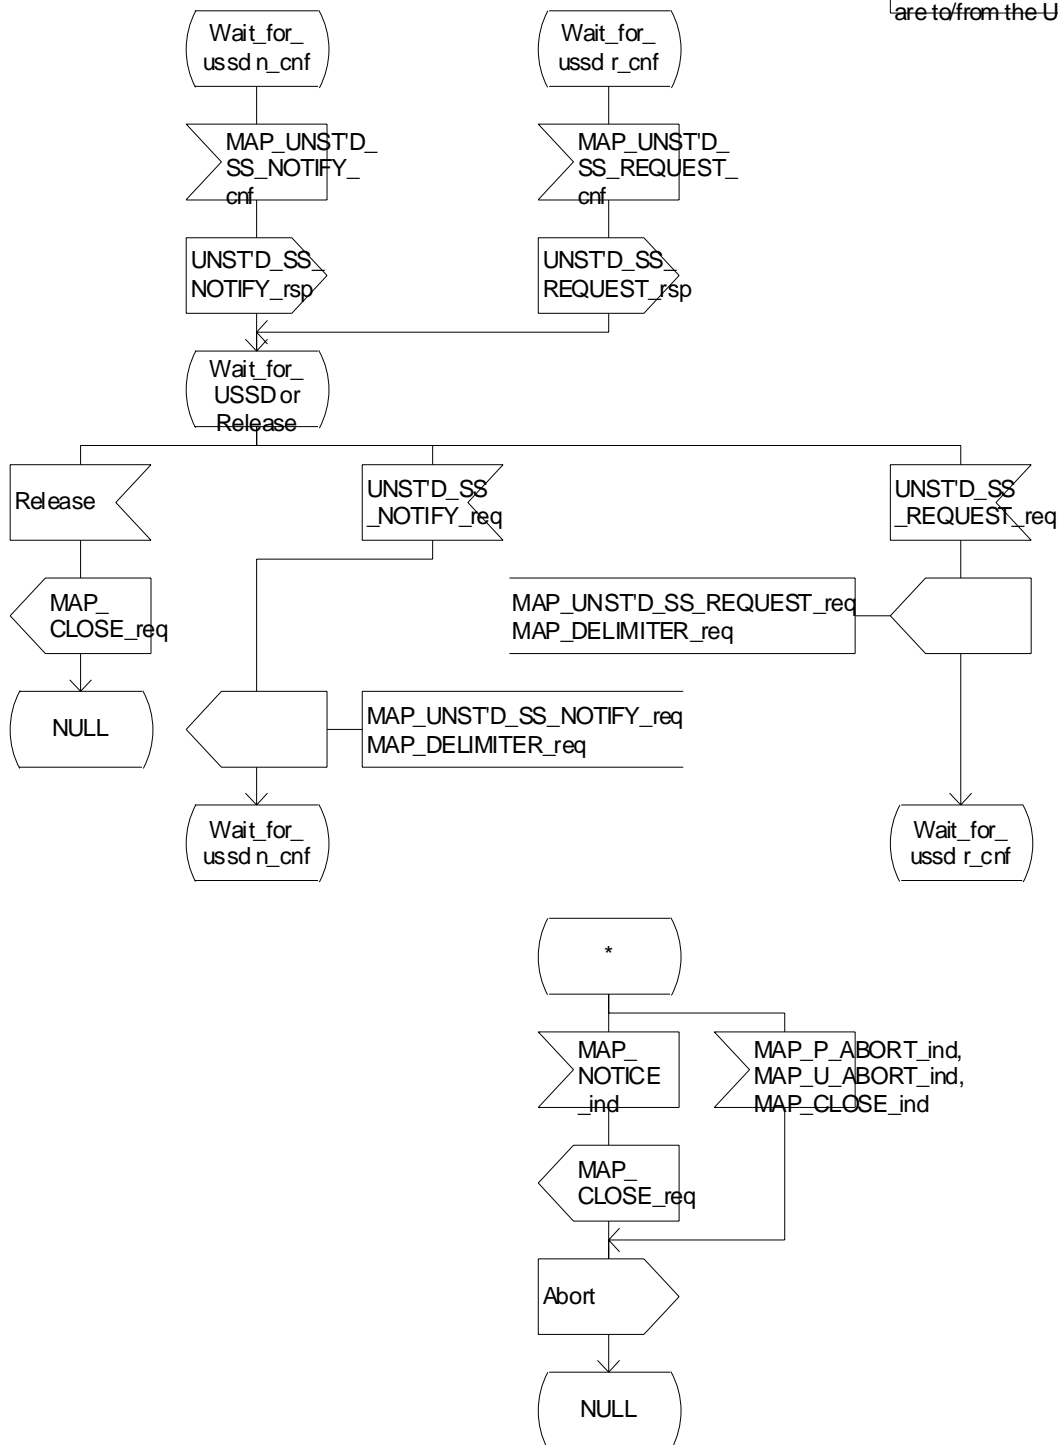 are to/from the U
Wait_for_
ussd n_cnf
Wait_for_
ussd r_cnf
MAP_UNST'D_
SS_NOTIFY_
cnf
MAP_UNST'D_
SS_REQUEST_
cnf
UNST'D_SS_
NOTIFY_rsp
UNST'D_SS_
REQUEST_rsp
Wait_for_
USSD or
Release
Release
UNST'D_SS
_NOTIFY_req
UNST'D_SS
_REQUEST_req
MAP_
CLOSE_req
MAP_UNST'D_SS_REQUEST_req
MAP_DELIMITER_req
NULL
MAP_UNST'D_SS_NOTIFY_req
MAP_DELIMITER_req
Wait_for_
ussd n_cnf
Wait_for_
ussd r_cnf
*
MAP_
NOTICE
_ind
MAP_P_ABORT_ind,
MAP_U_ABORT_ind,
MAP_CLOSE_ind
MAP_
CLOSE_req
Abort
NULL